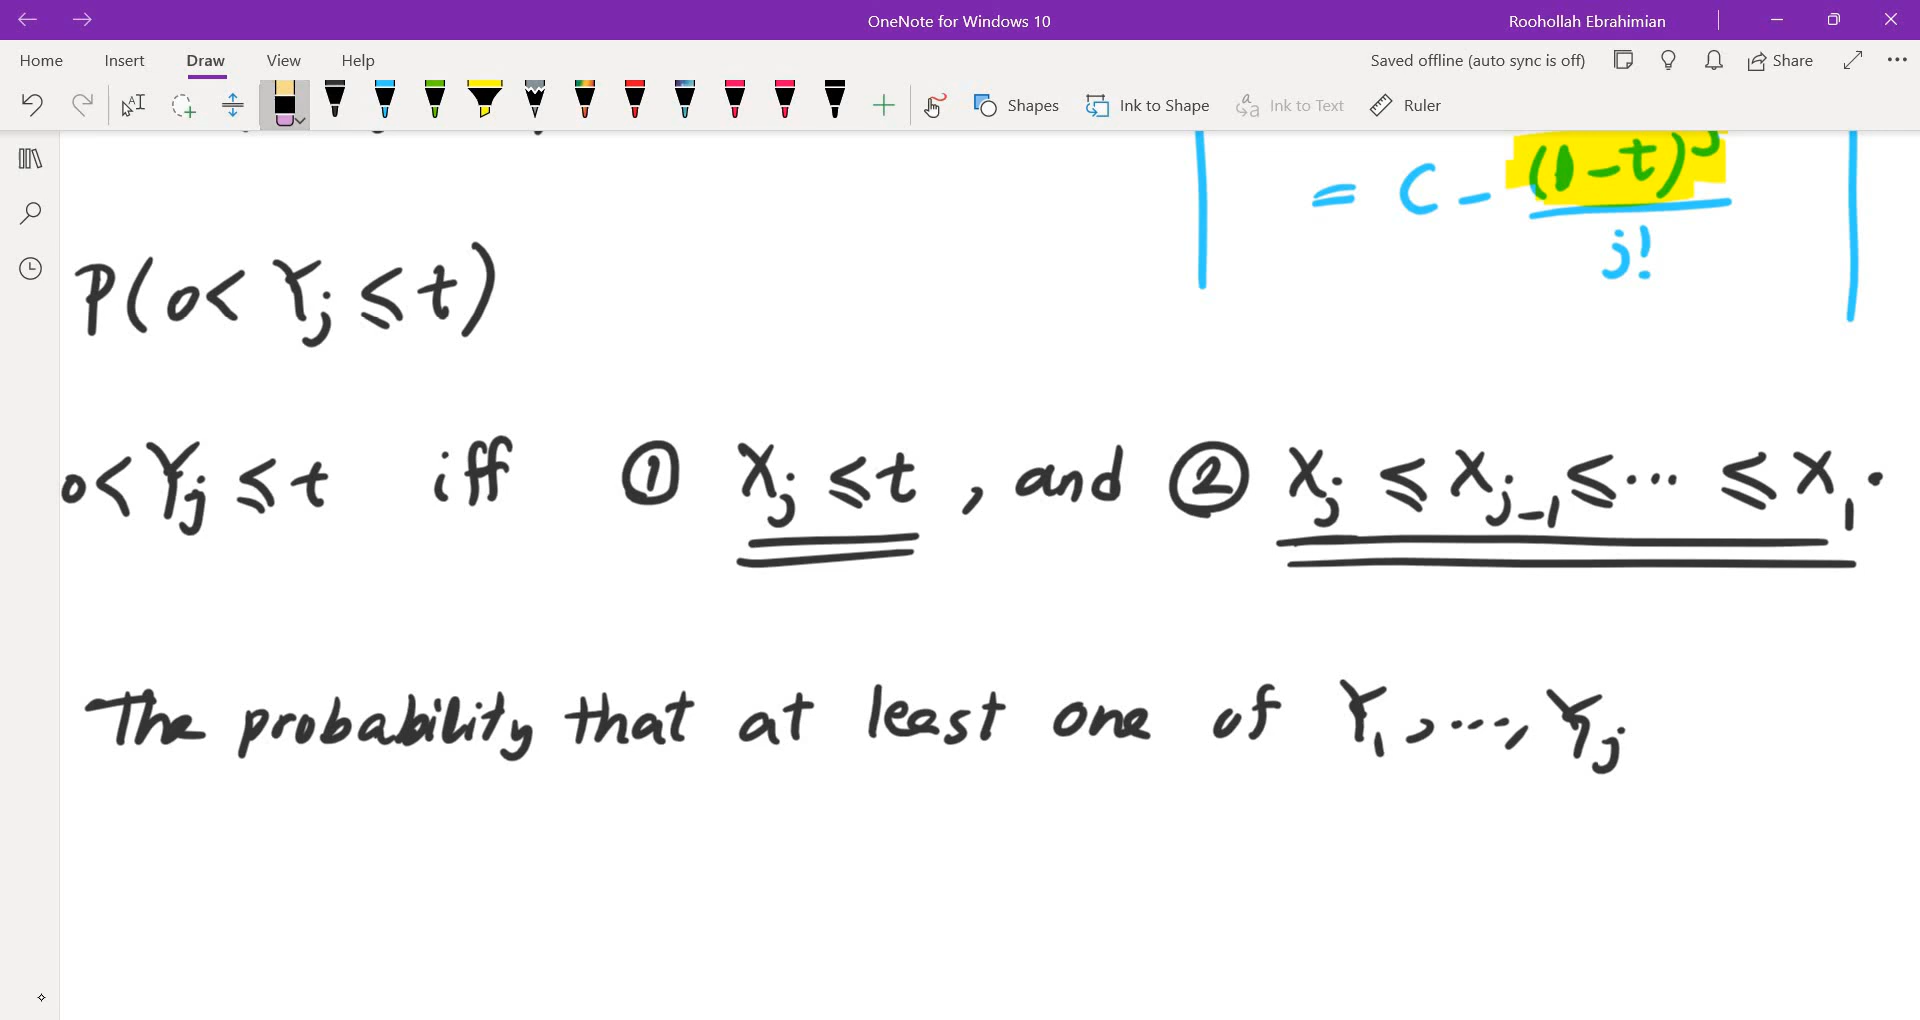 OneNote for Windows 10
Roohollah Ebrahimian
Home Insert Draw View Help
Saved offline (auto sync is off) Share
Shapes Ink to Shape Ink to Text Ruler
= C - (1-t)^j / j!
P(0 < Y_j ≤ t)
0 < Y_j ≤ t iff ① X_j ≤ t, and ② X_j ≤ X_{j-1} ≤ ... ≤ X_1.
The probability that at least one of Y_1, ..., Y_j